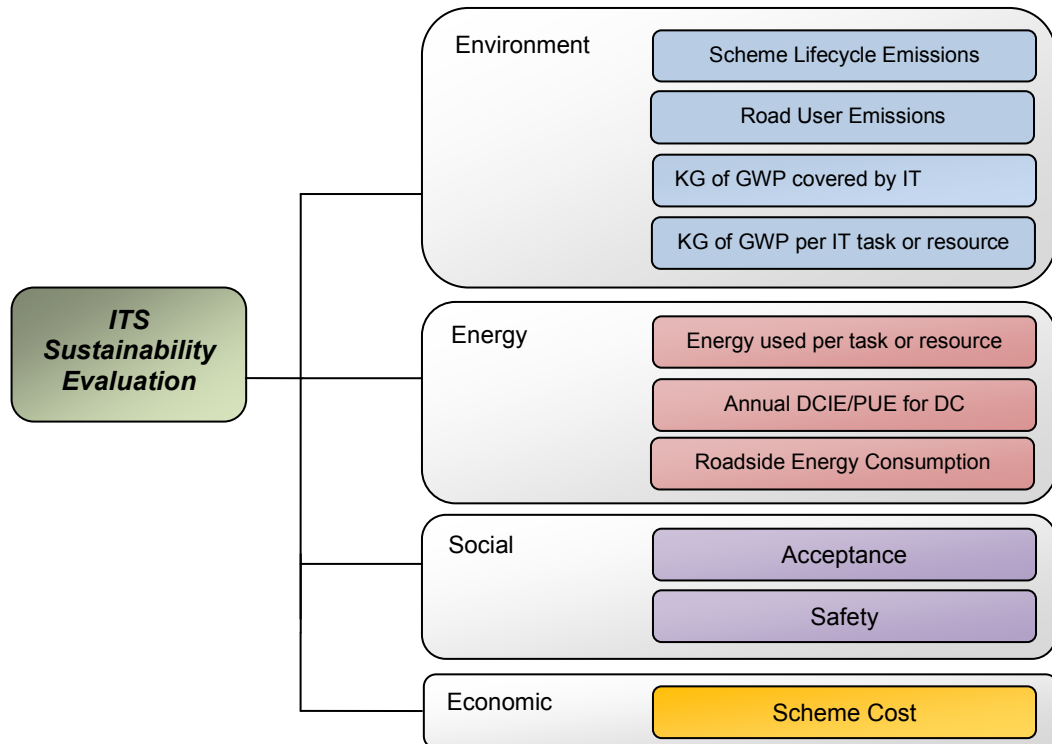 ITS
Sustainability
Evaluation
Environment
Scheme Lifecycle Emissions
Road User Emissions
KG of GWP covered by IT
KG of GWP per IT task or resource
Energy
Energy used per task or resource
Annual DCIE/PUE for DC
Roadside Energy Consumption
Social
Acceptance
Safety
Economic
Scheme Cost